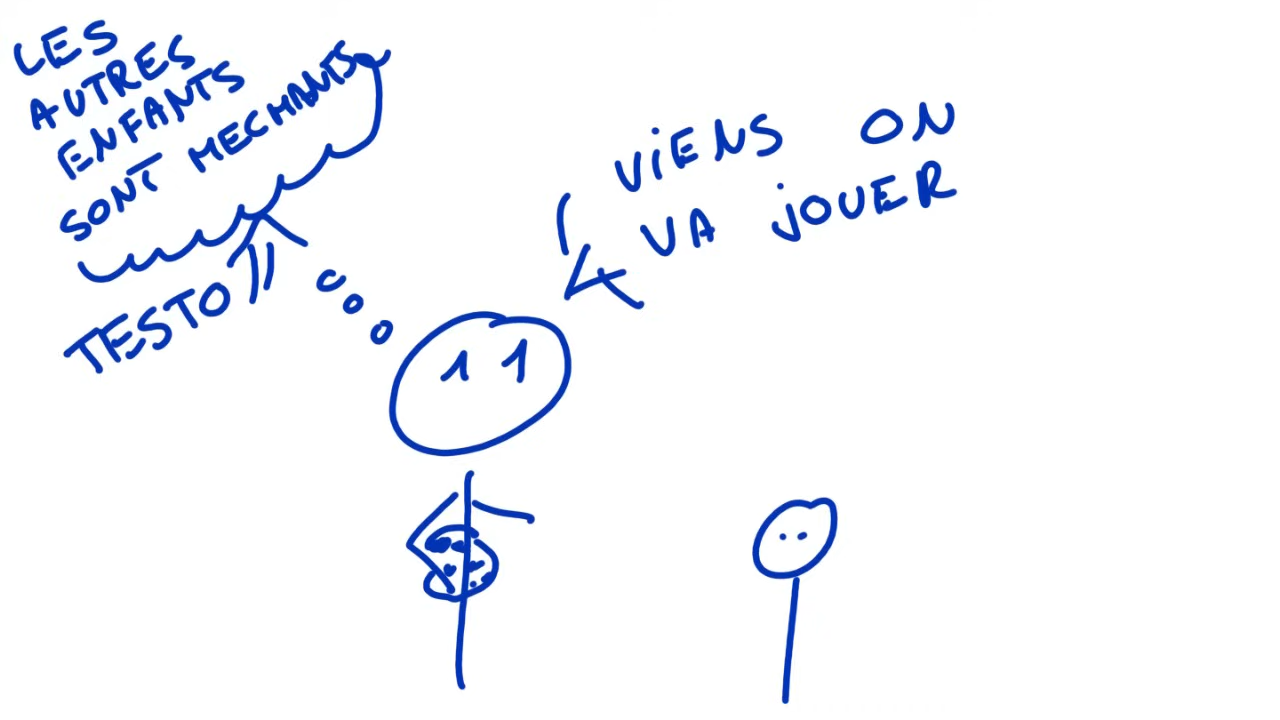 LES
AUTRES
ENFANTS
SONT MECHANTS
TESTO
VIENS ON
VA JOUER